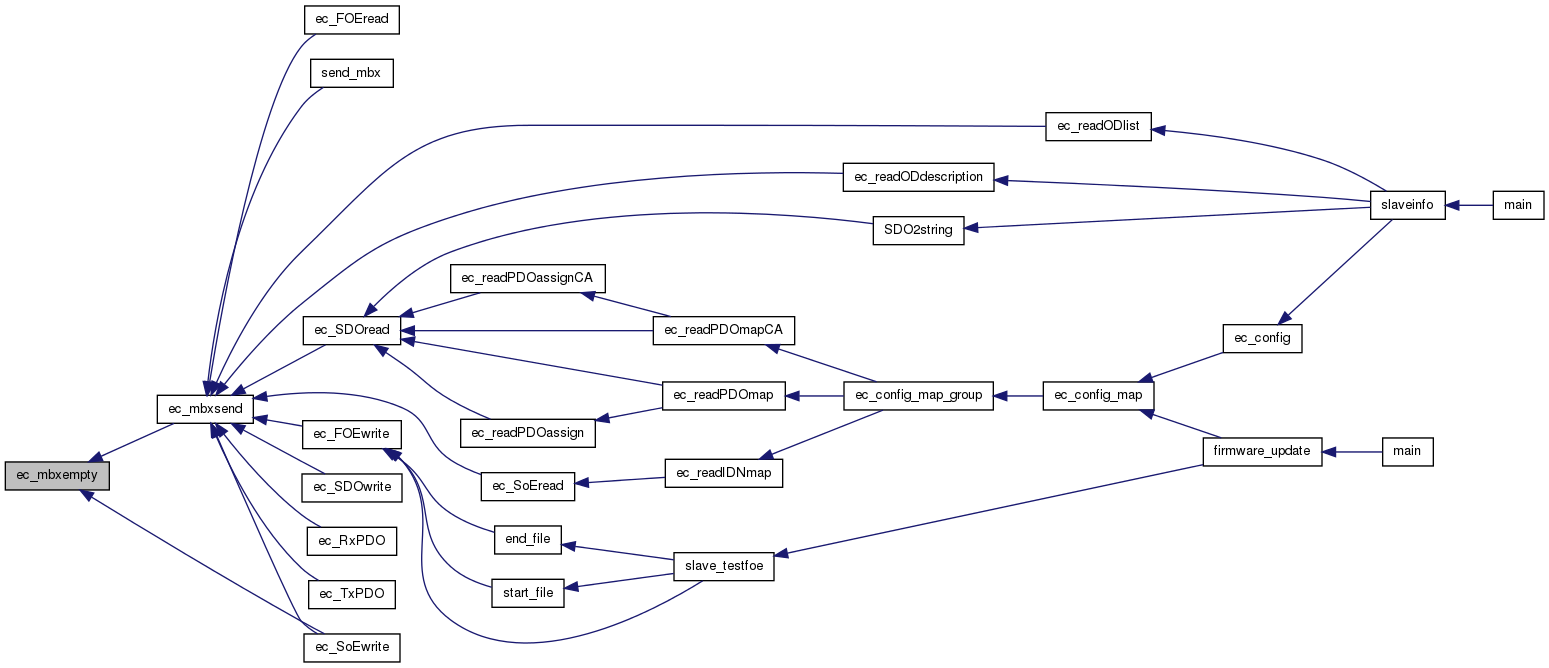 ec_FOEread
send_mbx
ec_readODlist
ec_readODdescription
slaveinfo
main
SDO2string
ec_readPDOassignCA
ec_SDOread
ec_readPDOmapCA
ec_config
ec_readPDOmap
ec_config_map_group
ec_config_map
ec_mbxsend
ec_FOEwrite
ec_readPDOassign
firmware_update
main
ec_mbxempty
ec_readIDNmap
ec_SDOwrite
ec_SoEread
ec_RxPDO
end_file
slave_testfoe
ec_TxPDO
start_file
ec_SoEwrite